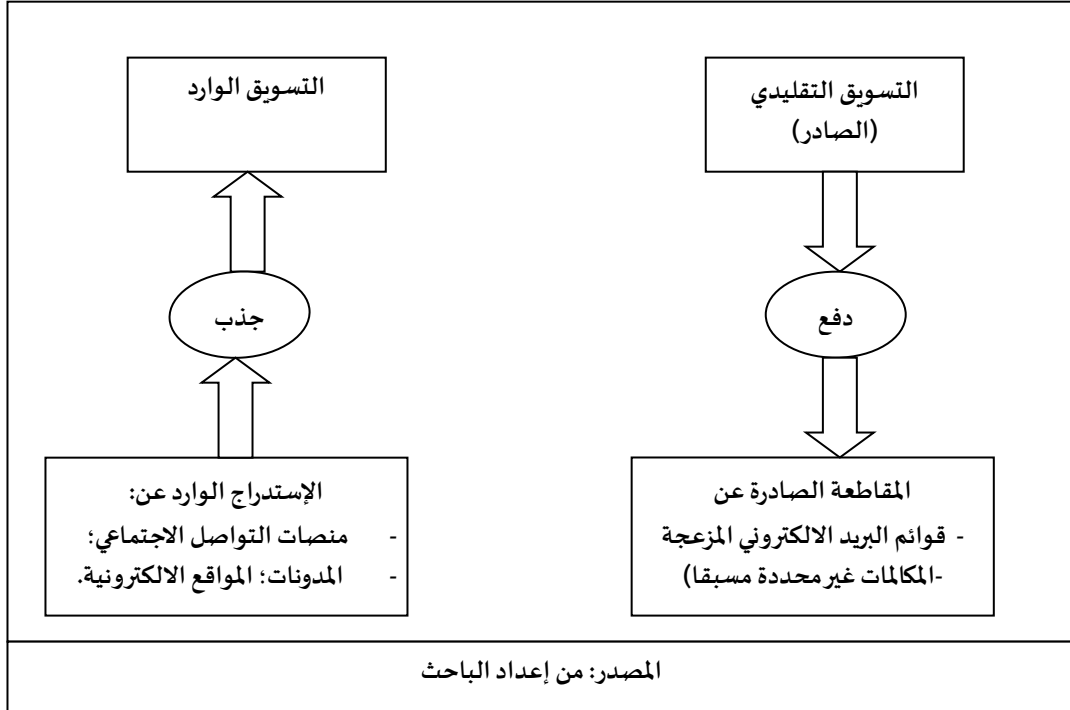 التسويق التقليدي
(الصادر)
دفع
المقاطعة الصادرة عن
- قوائم البريد الالكتروني المزعجة
-المكالمات غير محددة مسبقا)
التسويق الوارد
جذب
الإستدراج الوارد عن:
- منصات التواصل الاجتماعي؛
- المدونات؛ المواقع الالكترونية.
المصدر: من إعداد الباحث